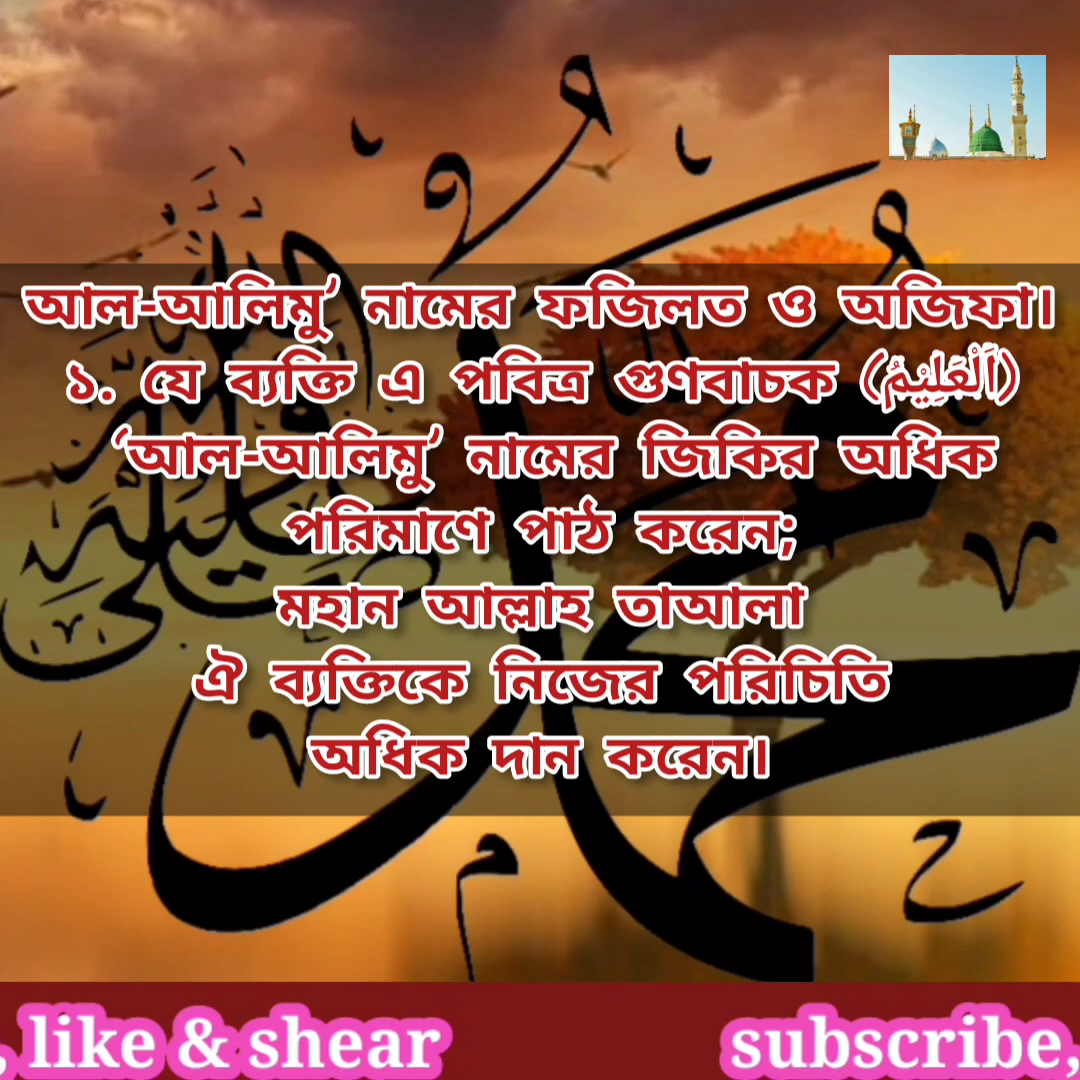 আল-আলিমু’ নামের ফজিলত ও অজিফা।
১. যে ব্যক্তি এ পবিত্র গুণবাচক (اَلْعَلِيْمُ)
‘আল-আলিমু’ নামের জিকির অধিক
পরিমাণে পাঠ করেন;
মহান আল্লাহ তাআলা
ঐ ব্যক্তিকে নিজের পরিচিতি
অধিক দান করেন।
, like & shear subscribe,